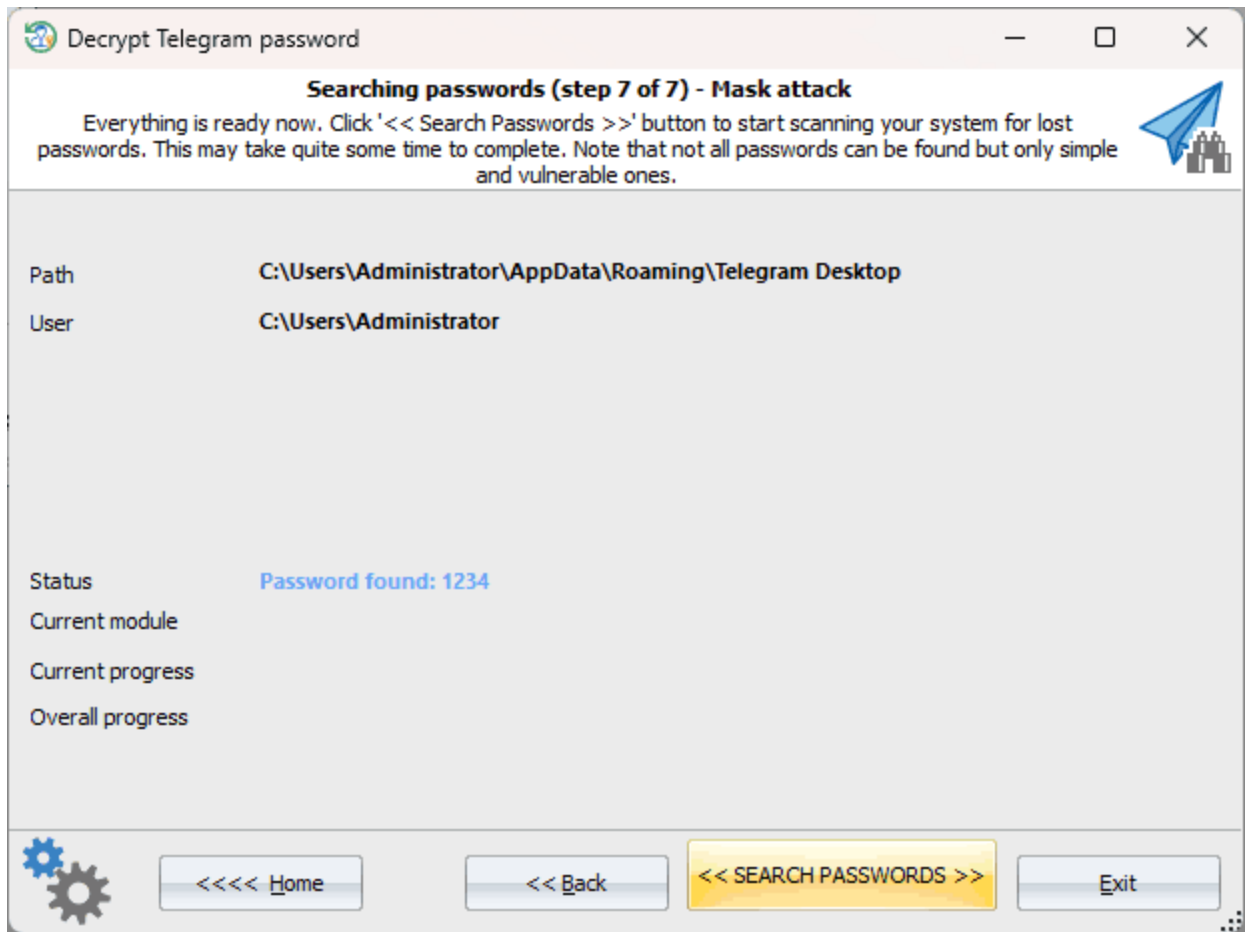 Decrypt Telegram password
Searching passwords (step 7 of 7) - Mask attack
Everything is ready now. Click '<< Search Passwords >>' button to start scanning your system for lost
passwords. This may take quite some time to complete. Note that not all passwords can be found but only simple
and vulnerable ones.
Path C:\Users\Administrator\AppData\Roaming\Telegram Desktop
User C:\Users\Administrator
Status Password found: 1234
Current module
Current progress
Overall progress
<<<< Home << Back << SEARCH PASSWORDS >> Exit